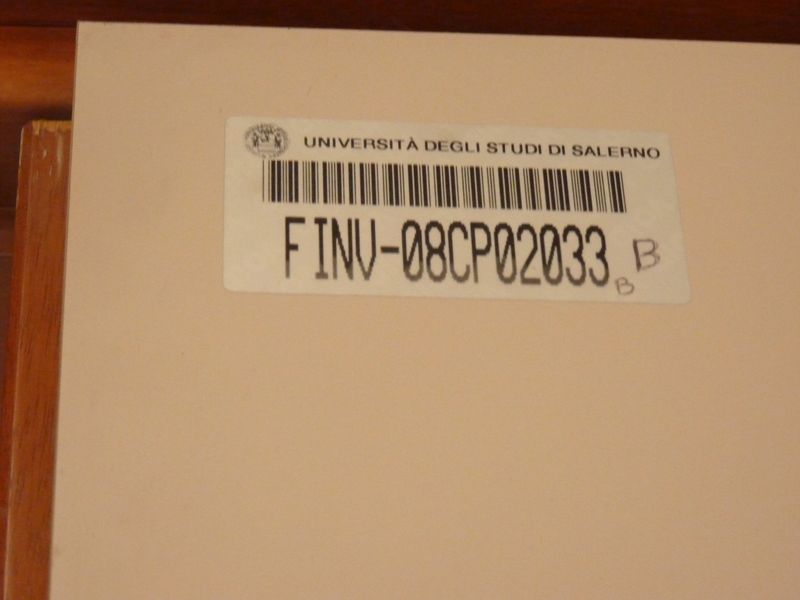 UNIVERSITÀ DEGLI STUDI DI SALERNO
FINV-08CP02033 B
B